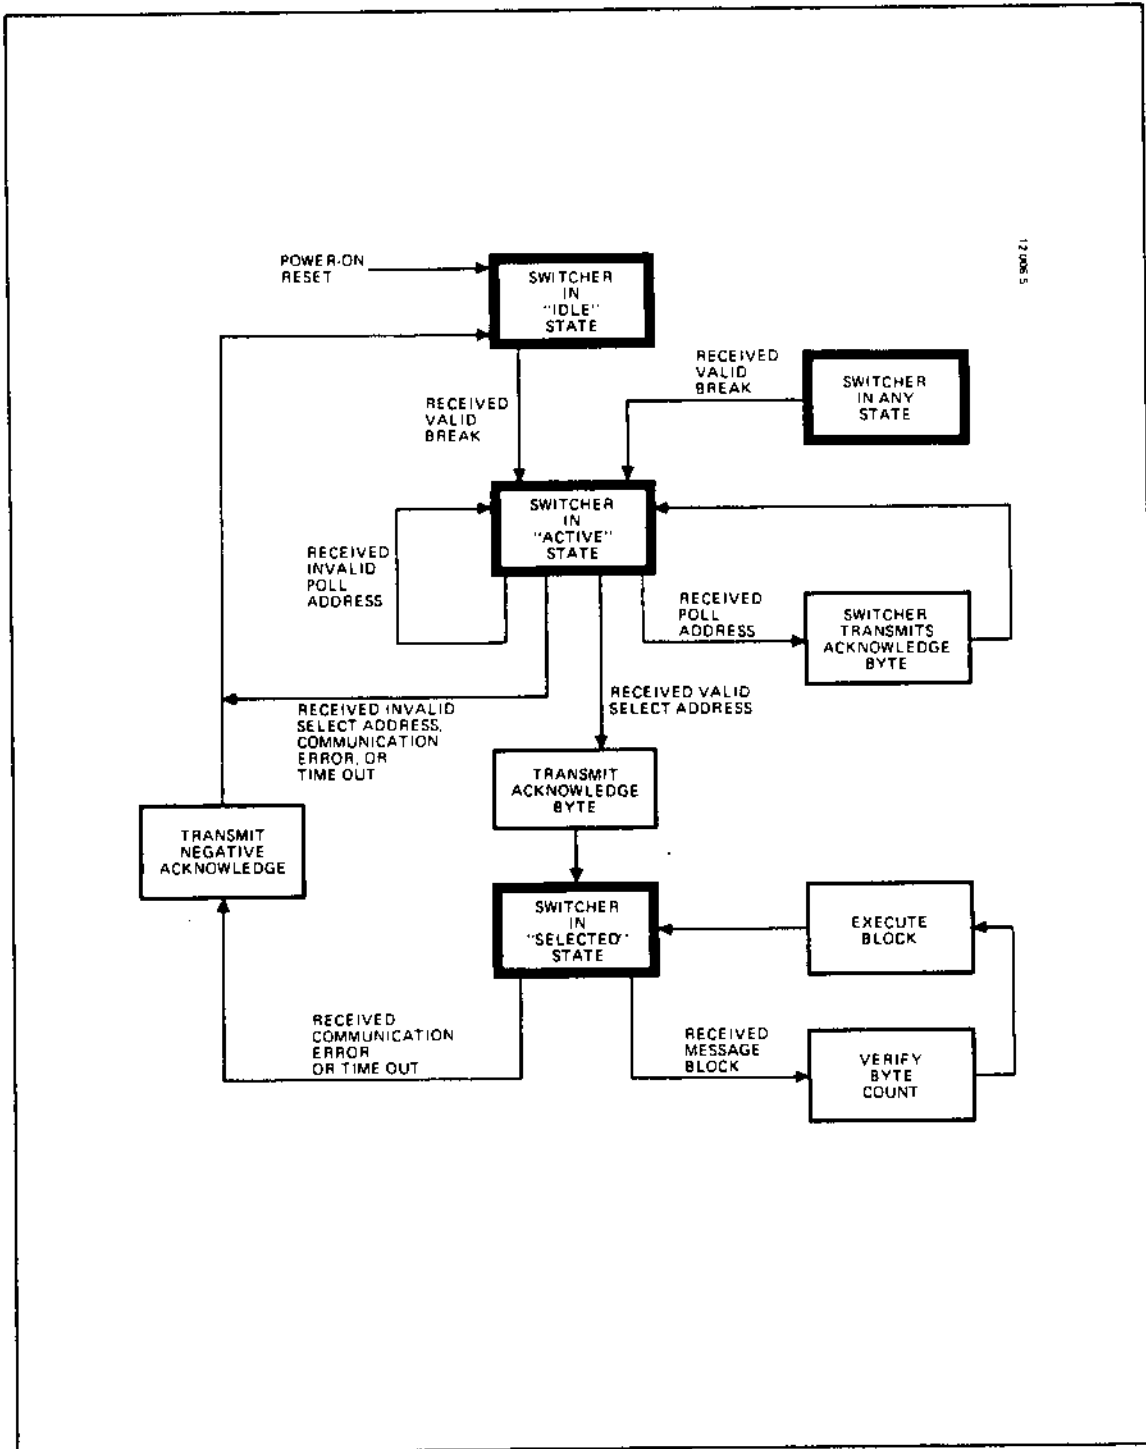 POWER-ON
RESET
SWITCHER
IN
"IDLE"
STATE
RECEIVED
VALID
BREAK
RECEIVED
VALID
BREAK
SWITCHER
IN ANY
STATE
SWITCHER
IN
"ACTIVE"
STATE
RECEIVED
INVALID
POLL
ADDRESS
RECEIVED
POLL
ADDRESS
SWITCHER
TRANSMITS
ACKNOWLEDGE
BYTE
RECEIVED INVALID
SELECT ADDRESS,
COMMUNICATION
ERROR, OR
TIME OUT
RECEIVED VALID
SELECT ADDRESS
TRANSMIT
ACKNOWLEDGE
BYTE
TRANSMIT
NEGATIVE
ACKNOWLEDGE
SWITCHER
IN
"SELECTED"
STATE
EXECUTE
BLOCK
RECEIVED
COMMUNICATION
ERROR
OR TIME OUT
RECEIVED
MESSAGE
BLOCK
VERIFY
BYTE
COUNT